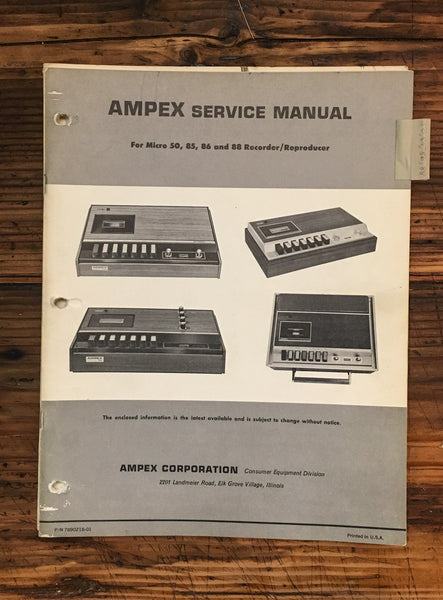 AMPEX SERVICE MANUAL
For Micro 50, 85, 86 and 88 Recorder/Reproducer
The enclosed information is the latest available and is subject to change without notice.
AMPEX CORPORATION Consumer Equipment Division
2201 Landmeier Road, Elk Grove Village, Illinois
P/N 7890218-01
Printed in U.S.A.